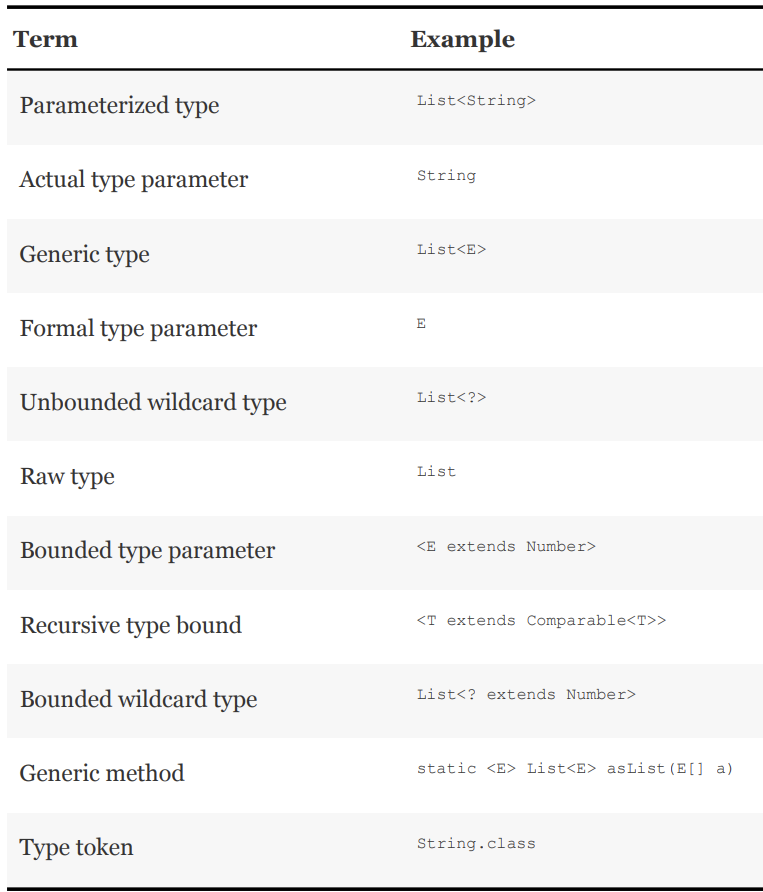 Term Example
Parameterized type List<String>
Actual type parameter String
Generic type List<E>
Formal type parameter E
Unbounded wildcard type List<?>
Raw type List
Bounded type parameter <E extends Number>
Recursive type bound <T extends Comparable<T>>
Bounded wildcard type List<? extends Number>
Generic method static <E> List<E> asList(E[] a)
Type token String.class